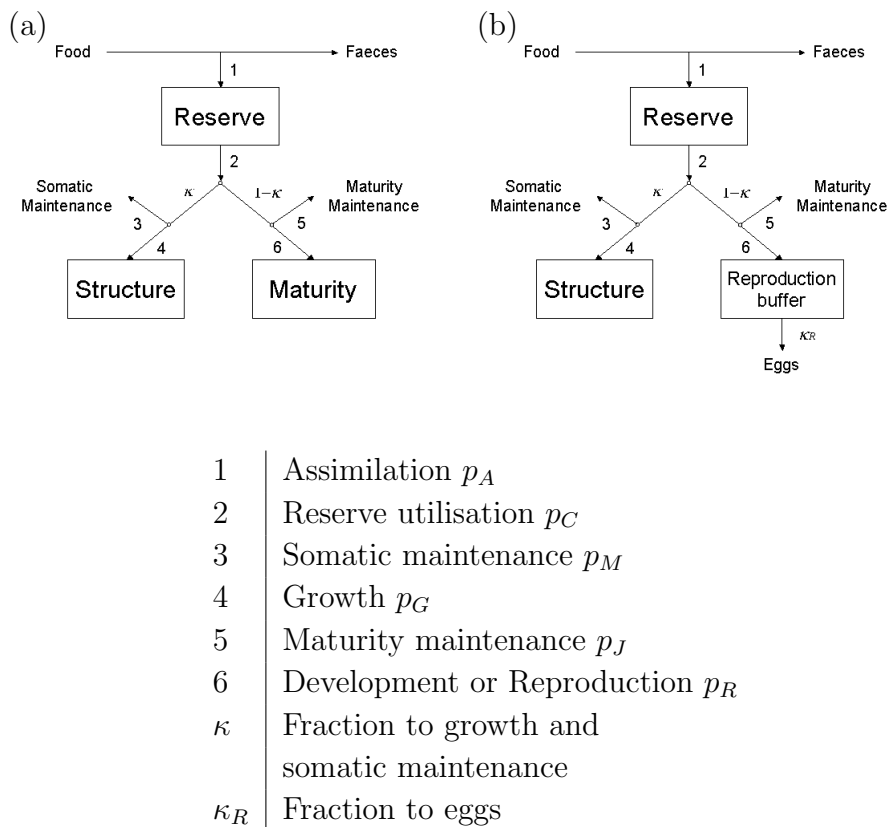 (a)
Food
Faeces
1
Reserve
2
Somatic
Maintenance
κ
1−κ
Maturity
Maintenance
3
4
5
6
Structure
Maturity
(b)
Food
Faeces
1
Reserve
2
Somatic
Maintenance
κ
1−κ
Maturity
Maintenance
3
4
5
6
Structure
Reproduction
buffer
κR
Eggs
1 Assimilation pA
2 Reserve utilisation pC
3 Somatic maintenance pM
4 Growth pG
5 Maturity maintenance pJ
6 Development or Reproduction pR
κ Fraction to growth and
somatic maintenance
κR Fraction to eggs